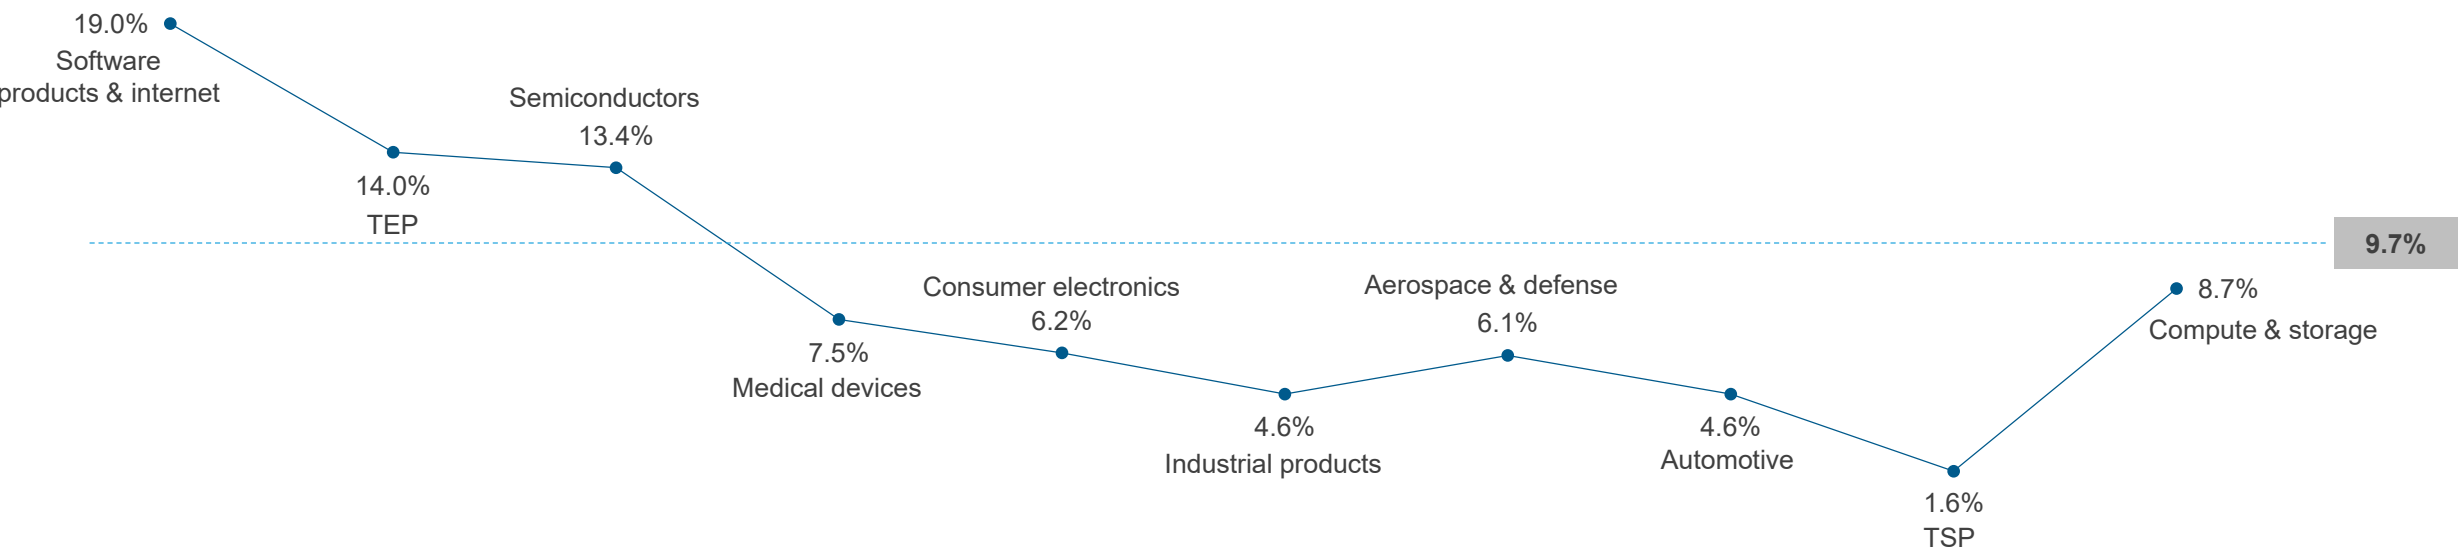 19.0%
Software
products & internet
14.0%
TEP
Semiconductors
13.4%
7.5%
Medical devices
Consumer electronics
6.2%
4.6%
Industrial products
Aerospace & defense
6.1%
4.6%
Automotive
1.6%
TSP
8.7%
Compute & storage
9.7%